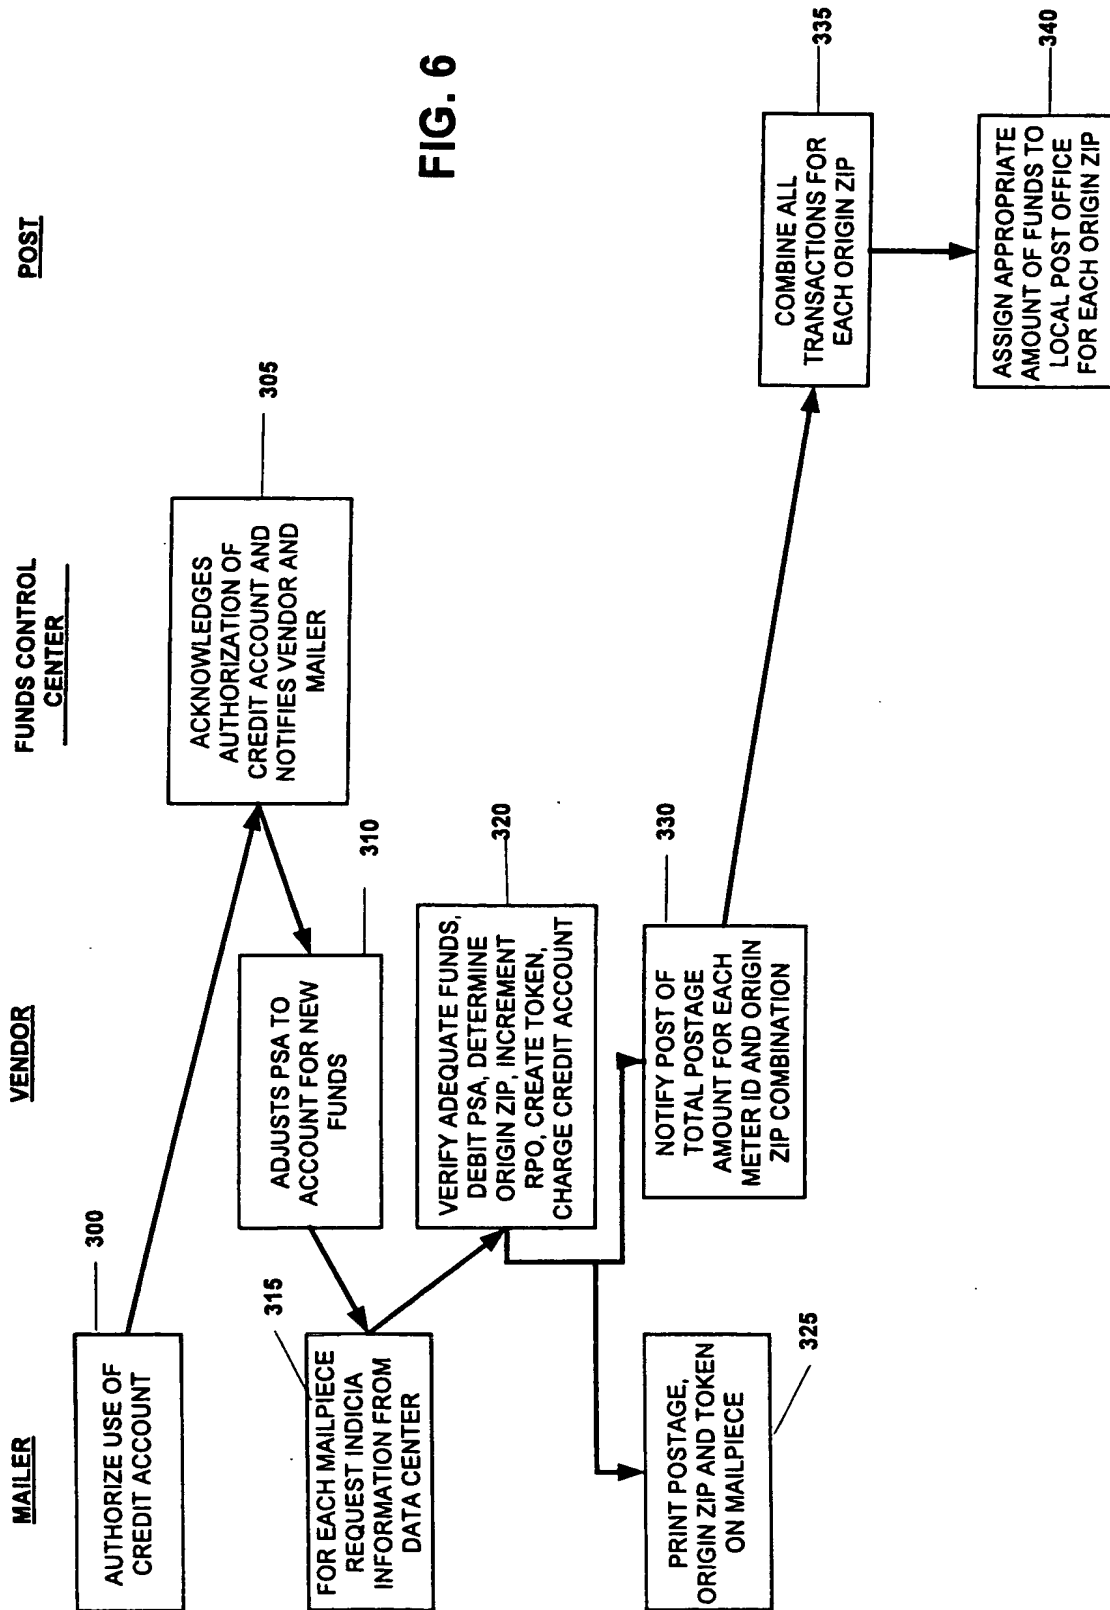 MAILER
VENDOR
FUNDS CONTROL
CENTER
POST
300
AUTHORIZE USE OF
CREDIT ACCOUNT
305
ACKNOWLEDGES
AUTHORIZATION OF
CREDIT ACCOUNT AND
NOTIFIES VENDOR AND
MAILER
310
ADJUSTS PSA TO
ACCOUNT FOR NEW
FUNDS
315
FOR EACH MAILPIECE
REQUEST INDICIA
INFORMATION FROM
DATA CENTER
320
VERIFY ADEQUATE FUNDS,
DEBIT PSA, DETERMINE
ORIGIN ZIP, INCREMENT
RPO, CREATE TOKEN,
CHARGE CREDIT ACCOUNT
325
PRINT POSTAGE,
ORIGIN ZIP AND TOKEN
ON MAILPIECE
330
NOTIFY POST OF
TOTAL POSTAGE
AMOUNT FOR EACH
METER ID AND ORIGIN
ZIP COMBINATION
335
COMBINE ALL
TRANSACTIONS FOR
EACH ORIGIN ZIP
340
ASSIGN APPROPRIATE
AMOUNT OF FUNDS TO
LOCAL POST OFFICE
FOR EACH ORIGIN ZIP
FIG. 6